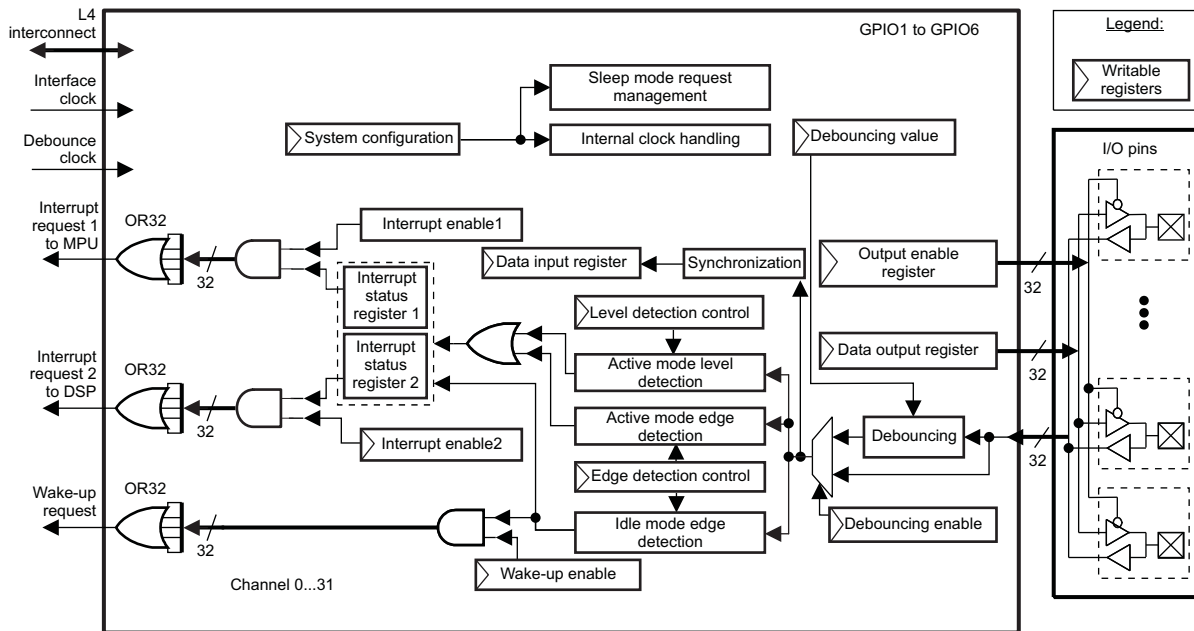 L4
interconnect
GPIO1 to GPIO6
Legend:
Writable
registers
Interface
clock
Sleep mode request
management
System configuration
Internal clock handling
Debouncing value
Debounce
clock
I/O pins
Interrupt
request 1
to MPU
OR32
32
Interrupt enable1
Data input register
Synchronization
Output enable
register
32
Interrupt
status
register 1
Level detection control
Interrupt
status
register 2
Active mode level
detection
Data output register
32
Interrupt
request 2
to DSP
OR32
32
Active mode edge
detection
Debouncing
32
Interrupt enable2
Edge detection control
Wake-up
request
OR32
32
Idle mode edge
detection
Debouncing enable
Wake-up enable
Channel 0...31